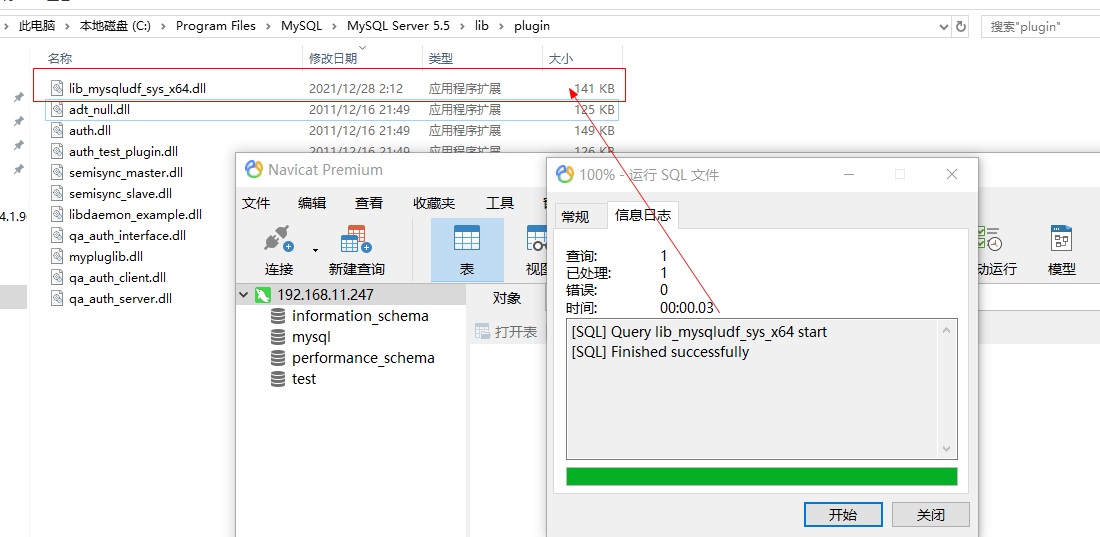 此电脑 > 本地磁盘 (C:) > Program Files > MySQL > MySQL Server 5.5 > lib > plugin
搜索"plugin"
名称 修改日期 类型 大小
lib_mysqludf_sys_x64.dll 2021/12/28 2:12 应用程序扩展 141 KB
adt_null.dll 2011/12/16 21:49 应用程序扩展 125 KB
auth.dll 2011/12/16 21:49 应用程序扩展 149 KB
auth_test_plugin.dll 2011/12/16 21:49 应用程序扩展 126 KB
semisync_master.dll
semisync_slave.dll
libdaemon_example.dll
qa_auth_interface.dll
mypluglib.dll
qa_auth_client.dll
qa_auth_server.dll
4.1.9
Navicat Premium
文件 编辑 查看 收藏夹 工具
连接 新建查询 表 视图
动运行 模型
192.168.11.247
information_schema
mysql
performance_schema
test
对象
打开表
100% - 运行 SQL 文件
常规 信息日志
查询: 1
已处理: 1
错误: 0
时间: 00:00.03
[SQL] Query lib_mysqludf_sys_x64 start
[SQL] Finished successfully
开始 关闭